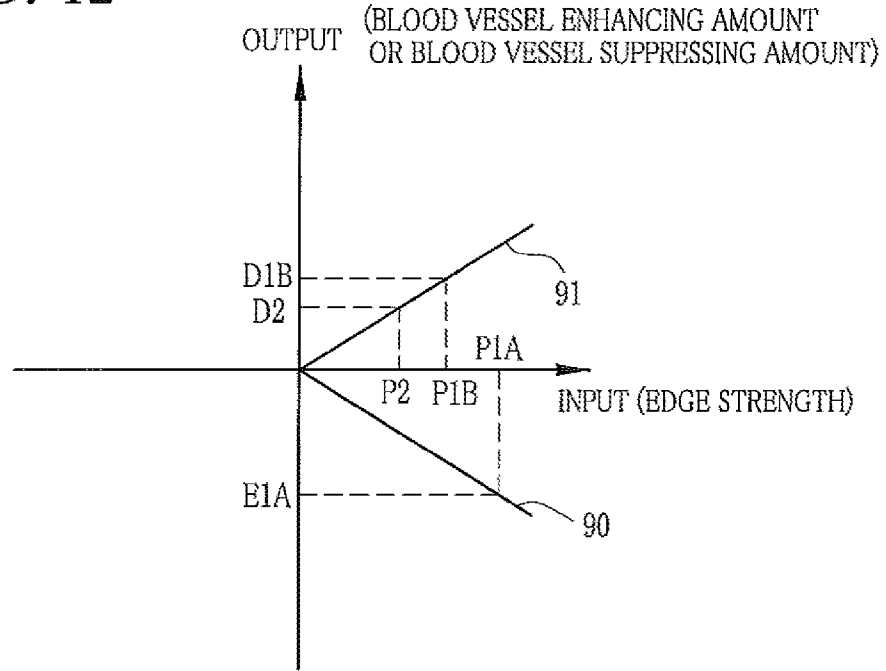 OUTPUT (BLOOD VESSEL ENHANCING AMOUNT
OR BLOOD VESSEL SUPPRESSING AMOUNT)
D1B
D2
91
P1A
P2 P1B
INPUT (EDGE STRENGTH)
E1A
90